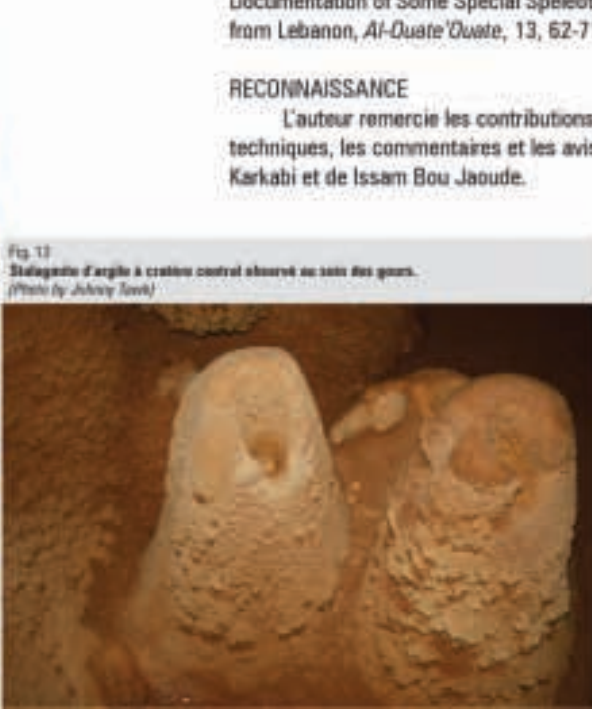 Documentation of Some Special Speleot
from Lebanon, Al-Ouate'Ouate, 13, 62-7
RECONNAISSANCE
L'auteur remercie les contributions
techniques, les commentaires et les avis
Karkabi et de Issam Bou Jaoude.
Fig. 13
Stalagmite d'argile à cratère central observé au sein des gours.
(Photo by Johnny Tawk)